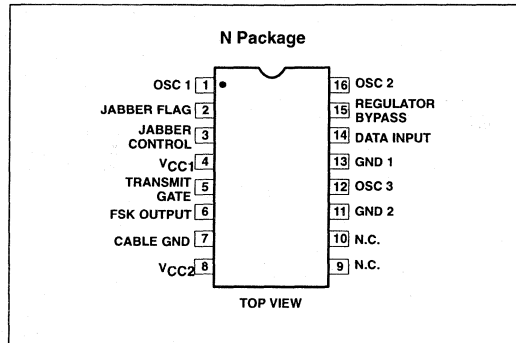 N Package
OSC 1 1 16 OSC 2
JABBER FLAG 2 15 REGULATOR BYPASS
JABBER CONTROL 3 14 DATA INPUT
VCC1 4 13 GND 1
TRANSMIT GATE 5 12 OSC 3
FSK OUTPUT 6 11 GND 2
CABLE GND 7 10 N.C.
VCC2 8 9 N.C.
TOP VIEW